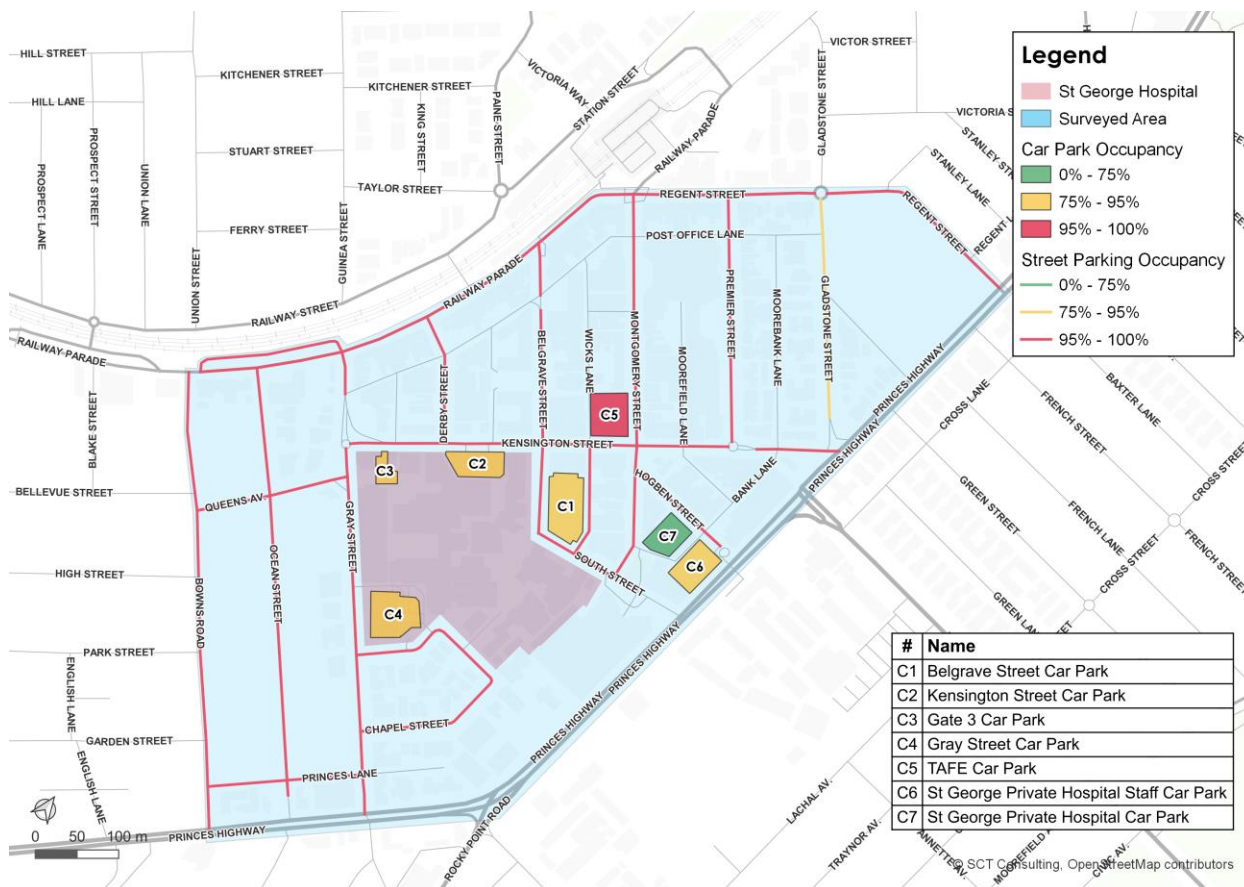 HILL STREET
KITCHENER STREET
KITCHENER STREET
VICTORIA WAY
STATION STREET
VICTOR STREET
GLADSTONE STREET
HILL LANE
PROSPECT STREET
UNION LANE
KING STREET
PAINE STREET
RAILWAY PARADE
VICTORIA S
STANLEY
STANLEY LANE
STUART STREET
PROSPECT LANE
TAYLOR STREET
REGENT STREET
REGENT STREET
FERRY STREET
UNION STREET
GUINEA STREET
POST OFFICE LANE
RAILWAY STREET
RAILWAY PARADE
RAILWAY PARADE
BELGRAVE STREET
WICKS LANE
MONTGOMERY STREET
MOOREFIELD LANE
PREMIER STREET
MOOREBANK LANE
GLADSTONE STREET
PRINCES HIGHWAY
BLAKE STREET
DERBY STREET
C5
KENSINGTON STREET
C3
C2
C1
C7
C6
C4
HOGBEN STREET
BANK LANE
PRINCES HIGHWAY
BELLEVUE STREET
QUEENS AV.
GRAY STREET
OCEAN STREET
SOUTH STREET
HIGH STREET
BOWNS ROAD
PARK STREET
ENGLISH LANE
GARDEN STREET
ENGLISH LANE
CHAPEL STREET
PRINCES LANE
PRINCES HIGHWAY
PRINCES HIGHWAY
PRINCES HIGHWAY
PRINCES HIGHWAY
ROCKY POINT ROAD
CROSS LANE
FRENCH STREET
BAXTER LANE
GREEN STREET
FRENCH LANE
CROSS STREET
CROSS STREET
FRENCH STREET
LACHAL AV.
TRAYNOR AV.
CIVIC AV.
Legend
St George Hospital
Surveyed Area
Car Park Occupancy
0% - 75%
75% - 95%
95% - 100%
Street Parking Occupancy
0% - 75%
75% - 95%
95% - 100%
# Name
C1 Belgrave Street Car Park
C2 Kensington Street Car Park
C3 Gate 3 Car Park
C4 Gray Street Car Park
C5 TAFE Car Park
C6 St George Private Hospital Staff Car Park
C7 St George Private Hospital Car Park
0 50 100 m
© SCT Consulting, OpenStreetMap contributors